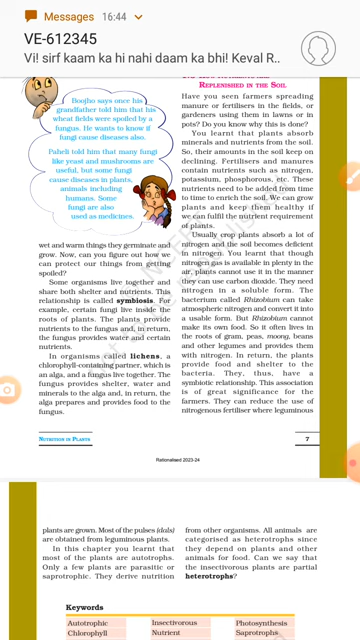 Messages 16:44
VE-612345
Vi! sirf kaam ka hi nahi daam ka bhi! Keval R..
REPLENISHED IN THE SOIL
Boojho says once his
grandfather told him that his
wheat fields were spoiled by a
fungus. He wants to know if
fungi cause diseases also.
Paheli told him that many fungi
like yeast and mushrooms are
useful, but some fungi
cause diseases in plants,
animals including
humans. Some
fungi are also
used as medicines.
wet and warm things they germinate and
grow. Now, can you figure out how we
can protect our things from getting
spoiled?
Some organisms live together and
share both shelter and nutrients. This
relationship is called symbiosis. For
example, certain fungi live inside the
roots of plants. The plants provide
nutrients to the fungus and, in return,
the fungus provides water and certain
nutrients.
In organisms called lichens, a
chlorophyll-containing partner, which is
an alga, and a fungus live together. The
fungus provides shelter, water and
minerals to the alga and, in return, the
alga prepares and provides food to the
fungus.
Have you seen farmers spreading
manure or fertilisers in the fields, or
gardeners using them in lawns or in
pots? Do you know why this is done?
You learnt that plants absorb
minerals and nutrients from the soil.
So, their amounts in the soil keep on
declining. Fertilisers and manures
contain nutrients such as nitrogen,
potassium, phosphorous, etc. These
nutrients need to be added from time
to time to enrich the soil. We can grow
plants and keep them healthy if
we can fulfil the nutrient requirement
of plants.
Usually crop plants absorb a lot of
nitrogen and the soil becomes deficient
in nitrogen. You learnt that though
nitrogen gas is available in plenty in the
air, plants cannot use it in the manner
they can use carbon dioxide. They need
nitrogen in a soluble form. The
bacterium called Rhizobium can take
atmospheric nitrogen and convert it into
a usable form. But Rhizobium cannot
make its own food. So it often lives in
the roots of gram, peas, moong, beans
and other legumes and provides them
with nitrogen. In return, the plants
provide food and shelter to the
bacteria. They, thus, have a
symbiotic relationship. This association
is of great significance for the
farmers. They can reduce the use of
nitrogenous fertiliser where leguminous
NUTRITION IN PLANTS 7
Rationalised 2023-24
plants are grown. Most of the pulses (dals)
are obtained from leguminous plants.
In this chapter you learnt that
most of the plants are autotrophs.
Only a few plants are parasitic or
saprotrophic. They derive nutrition
from other organisms. All animals are
categorised as heterotrophs since
they depend on plants and other
animals for food. Can we say that
the insectivorous plants are partial
heterotrophs?
Keywords
Autotrophic Insectivorous Photosynthesis
Chlorophyll Nutrient Saprotrophs